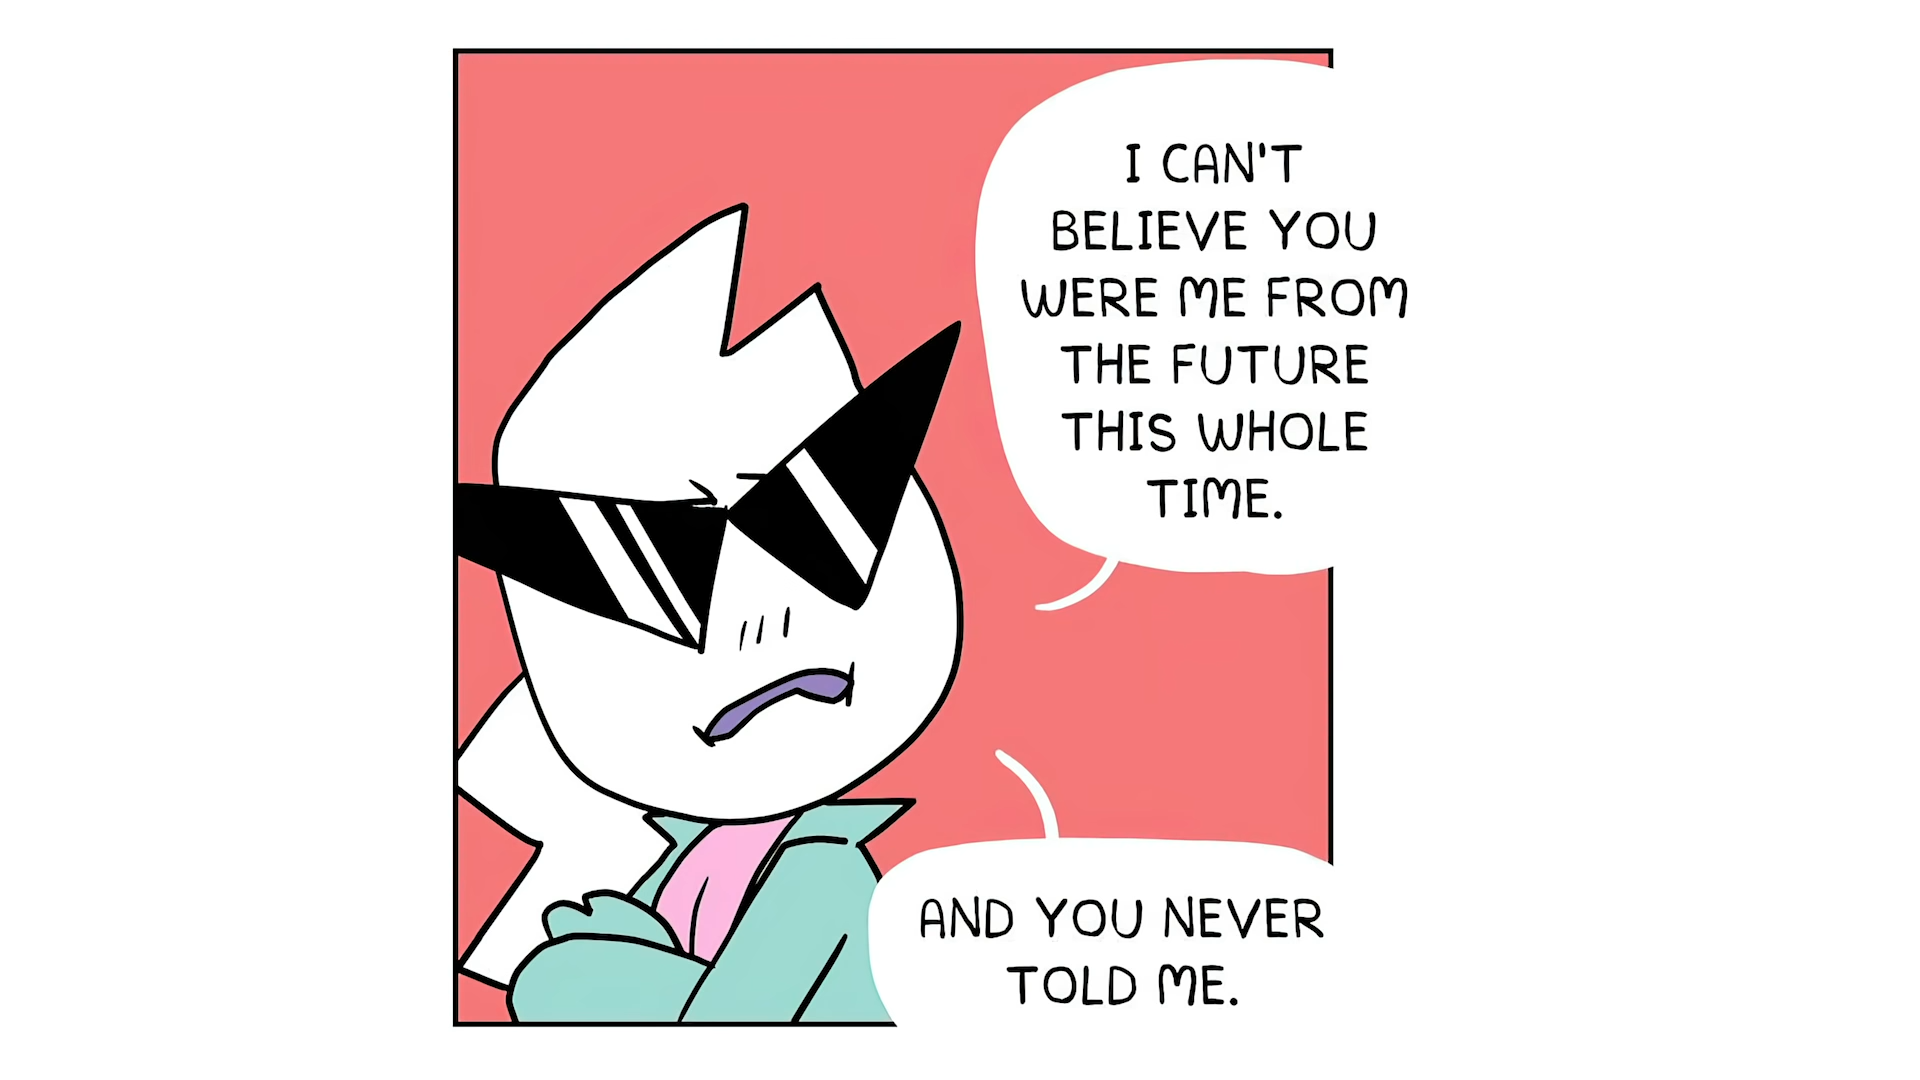 I CAN'T
BELIEVE YOU
WERE ME FROM
THE FUTURE
THIS WHOLE
TIME.
AND YOU NEVER
TOLD ME.